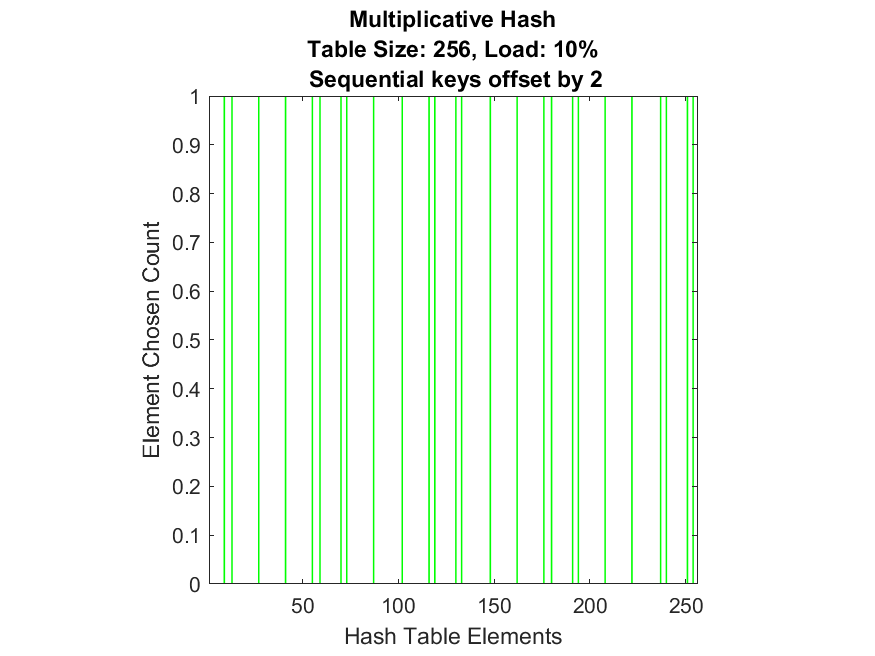 Multiplicative Hash
Table Size: 256, Load: 10%
Sequential keys offset by 2
1
0.9
0.8
0.7
0.6
0.5
0.4
0.3
0.2
0.1
0
Element Chosen Count
50 100 150 200 250
Hash Table Elements